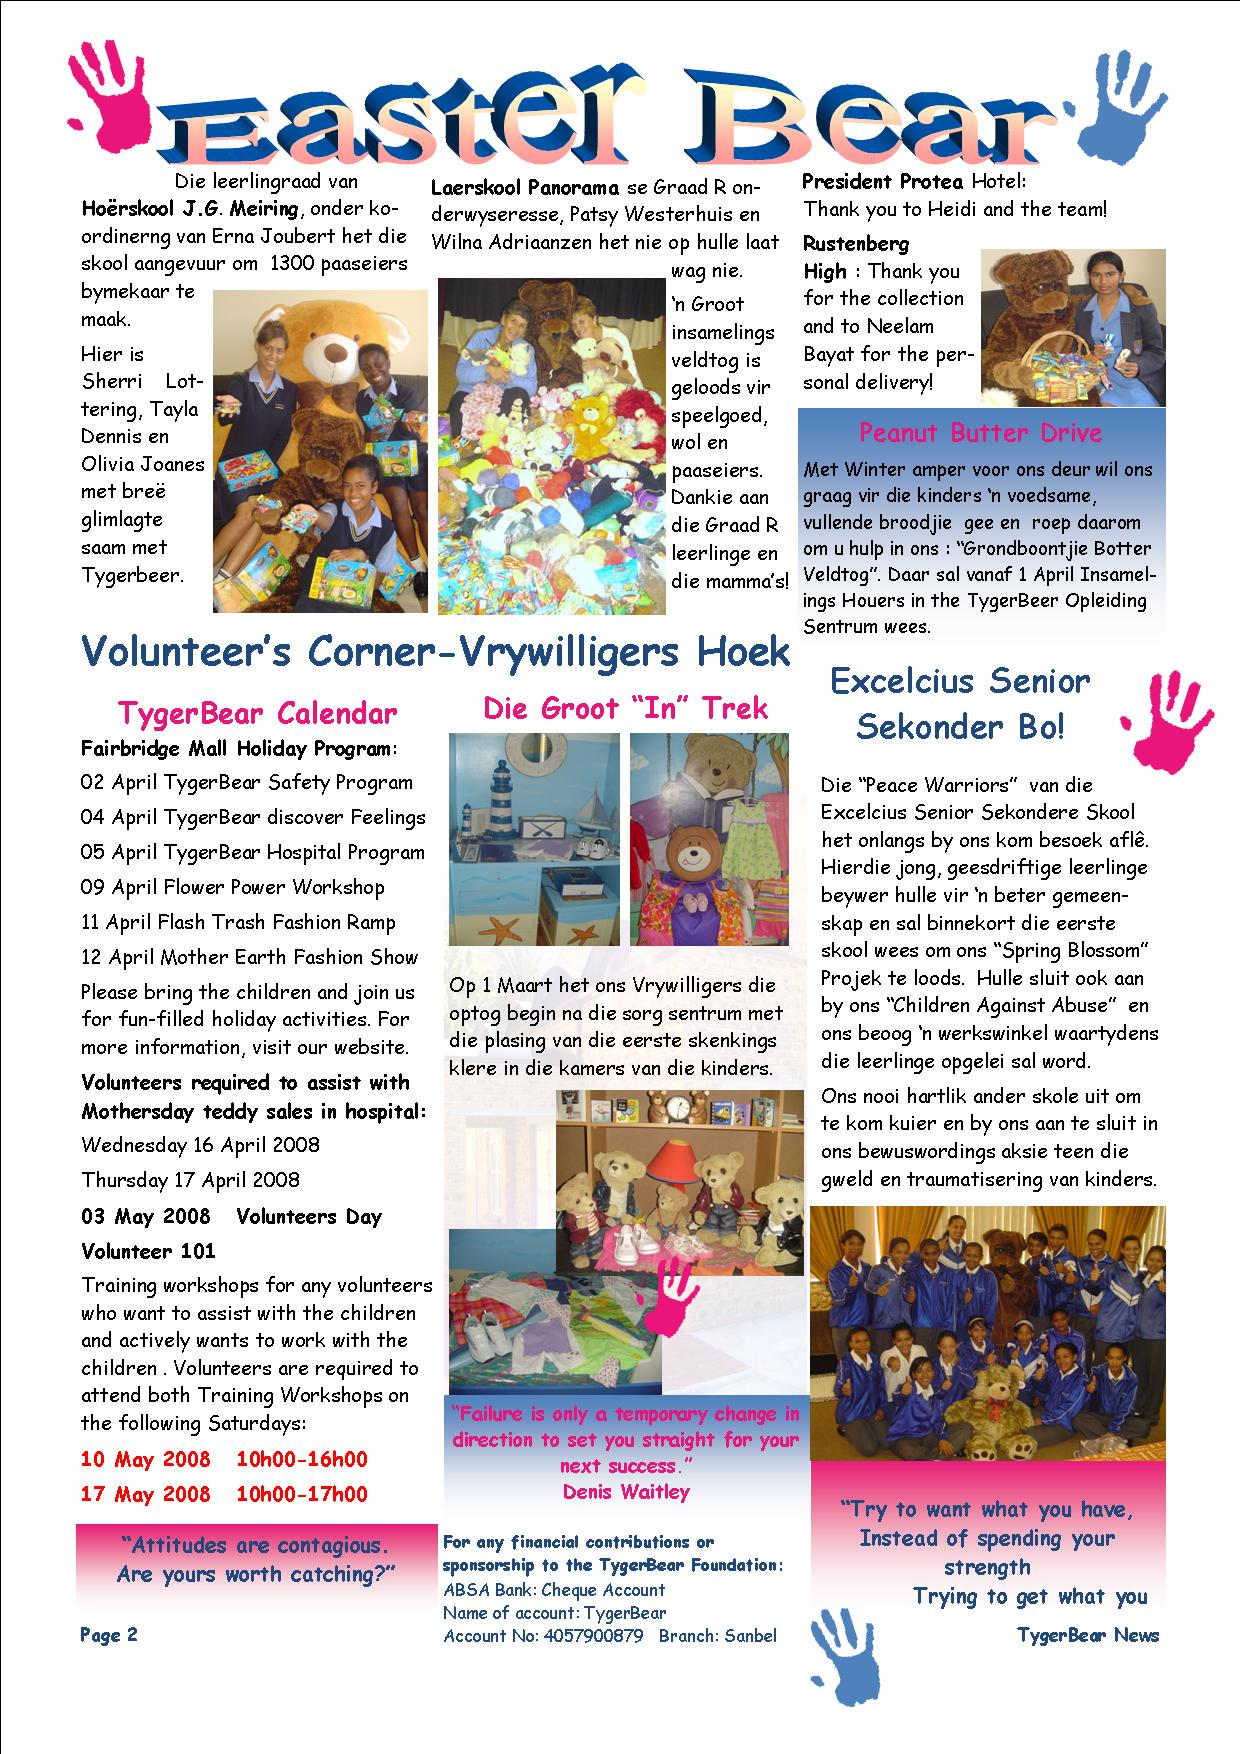 Easter Bear
Die leerlingraad van
Hoërskool J.G. Meiring, onder ko-
ordinerng van Erna Joubert het die
skool aangevuur om 1300 paaseiers
bymekaar te
maak.
Hier is
Sherri Lot-
tering, Tayla
Dennis en
Olivia Joanes
met breë
glimlagte
saam met
Tygerbeer.
Laerskool Panorama se Graad R on-
derwyseresse, Patsy Westerhuis en
Wilna Adriaanzen het nie op hulle laat
wag nie.
‘n Groot
insamelings
veldtog is
geloods vir
speelgoed,
wol en
paaseiers.
Dankie aan
die Graad R
leerlinge en
die mamma’s!
President Protea Hotel:
Thank you to Heidi and the team!
Rustenberg
High : Thank you
for the collection
and to Neelam
Bayat for the per-
sonal delivery!
Peanut Butter Drive
Met Winter amper voor ons deur wil ons
graag vir die kinders ‘n voedsame,
vullende broodjie gee en roep daarom
om u hulp in ons : “Grondboontjie Botter
Veldtog”. Daar sal vanaf 1 April Insamel-
ings Houers in the TygerBeer Opleiding
Sentrum wees.
Volunteer’s Corner-Vrywilligers Hoek
TygerBear Calendar
Fairbridge Mall Holiday Program:
02 April TygerBear Safety Program
04 April TygerBear discover Feelings
05 April TygerBear Hospital Program
09 April Flower Power Workshop
11 April Flash Trash Fashion Ramp
12 April Mother Earth Fashion Show
Please bring the children and join us
for fun-filled holiday activities. For
more information, visit our website.
Volunteers required to assist with
Mothersday teddy sales in hospital:
Wednesday 16 April 2008
Thursday 17 April 2008
03 May 2008 Volunteers Day
Volunteer 101
Training workshops for any volunteers
who want to assist with the children
and actively wants to work with the
children . Volunteers are required to
attend both Training Workshops on
the following Saturdays:
10 May 2008 10h00-16h00
17 May 2008 10h00-17h00
“Attitudes are contagious.
Are yours worth catching?”
Die Groot “In” Trek
Op 1 Maart het ons Vrywilligers die
optog begin na die sorg sentrum met
die plasing van die eerste skenkings
klere in die kamers van die kinders.
“Failure is only a temporary change in
direction to set you straight for your
next success.”
Denis Waitley
For any financial contributions or
sponsorship to the TygerBear Foundation:
ABSA Bank: Cheque Account
Name of account: TygerBear
Account No: 4057900879 Branch: Sanbel
Excelcius Senior
Sekonder Bo!
Die “Peace Warriors” van die
Excelcius Senior Sekondere Skool
het onlangs by ons kom besoek aflê.
Hierdie jong, geesdriftige leerlinge
beywer hulle vir ‘n beter gemeen-
skap en sal binnekort die eerste
skool wees om ons “Spring Blossom”
Projek te loods. Hulle sluit ook aan
by ons “Children Against Abuse” en
ons beoog ‘n werkswinkel waartydens
die leerlinge opgelei sal word.
Ons nooi hartlik ander skole uit om
te kom kuier en by ons aan te sluit in
ons bewuswordings aksie teen die
gweld en traumatisering van kinders.
“Try to want what you have,
Instead of spending your
strength
Trying to get what you
Page 2
TygerBear News